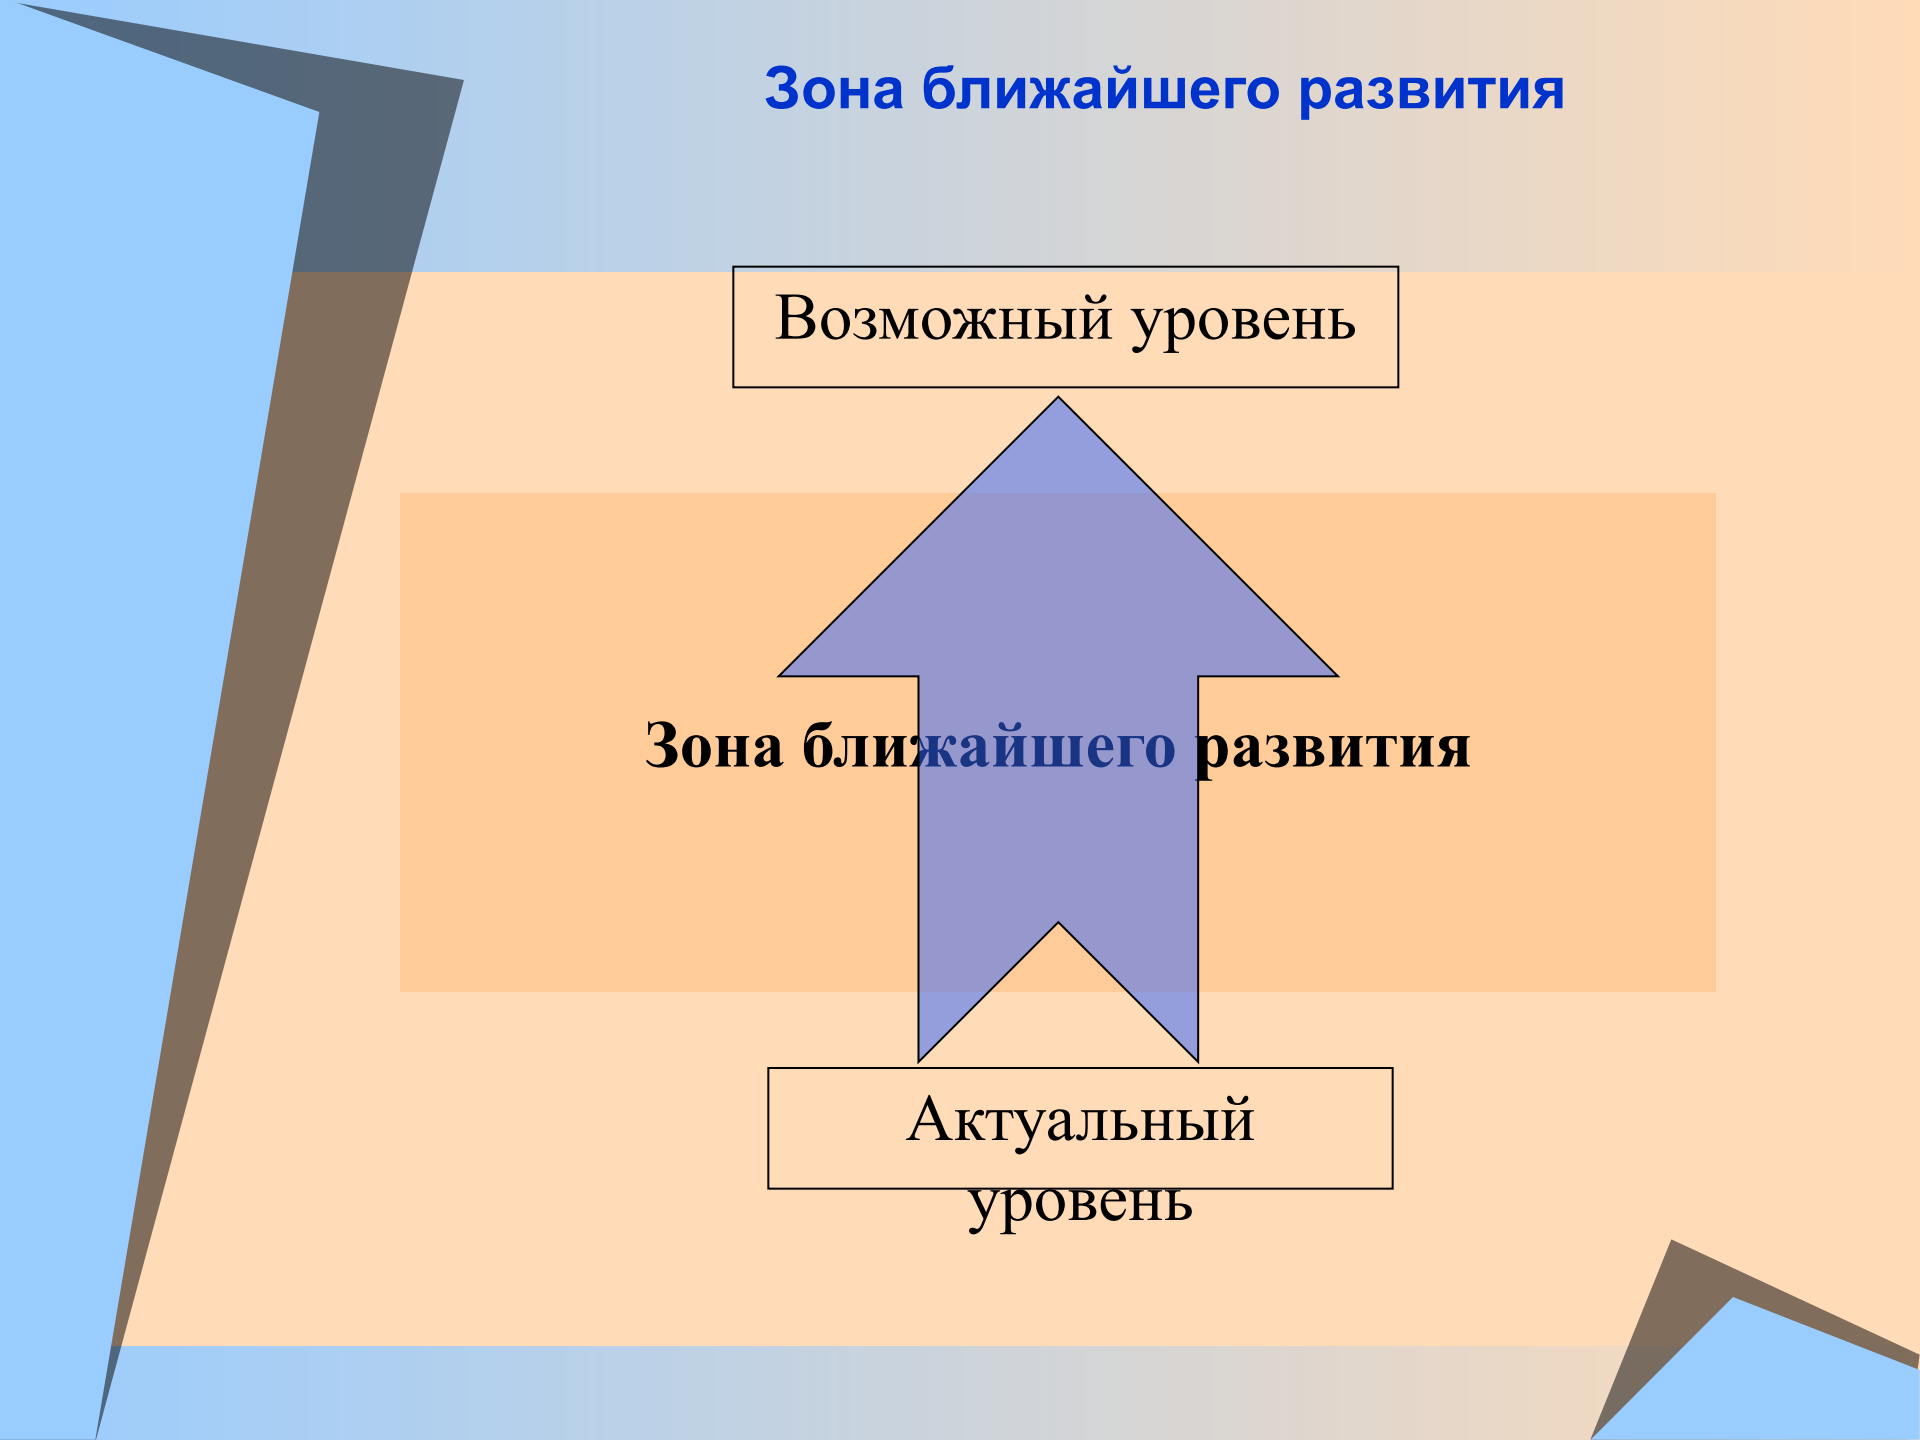 Зона ближайшего развития
Возможный уровень
Зона ближайшего развития
Актуальный
уровень